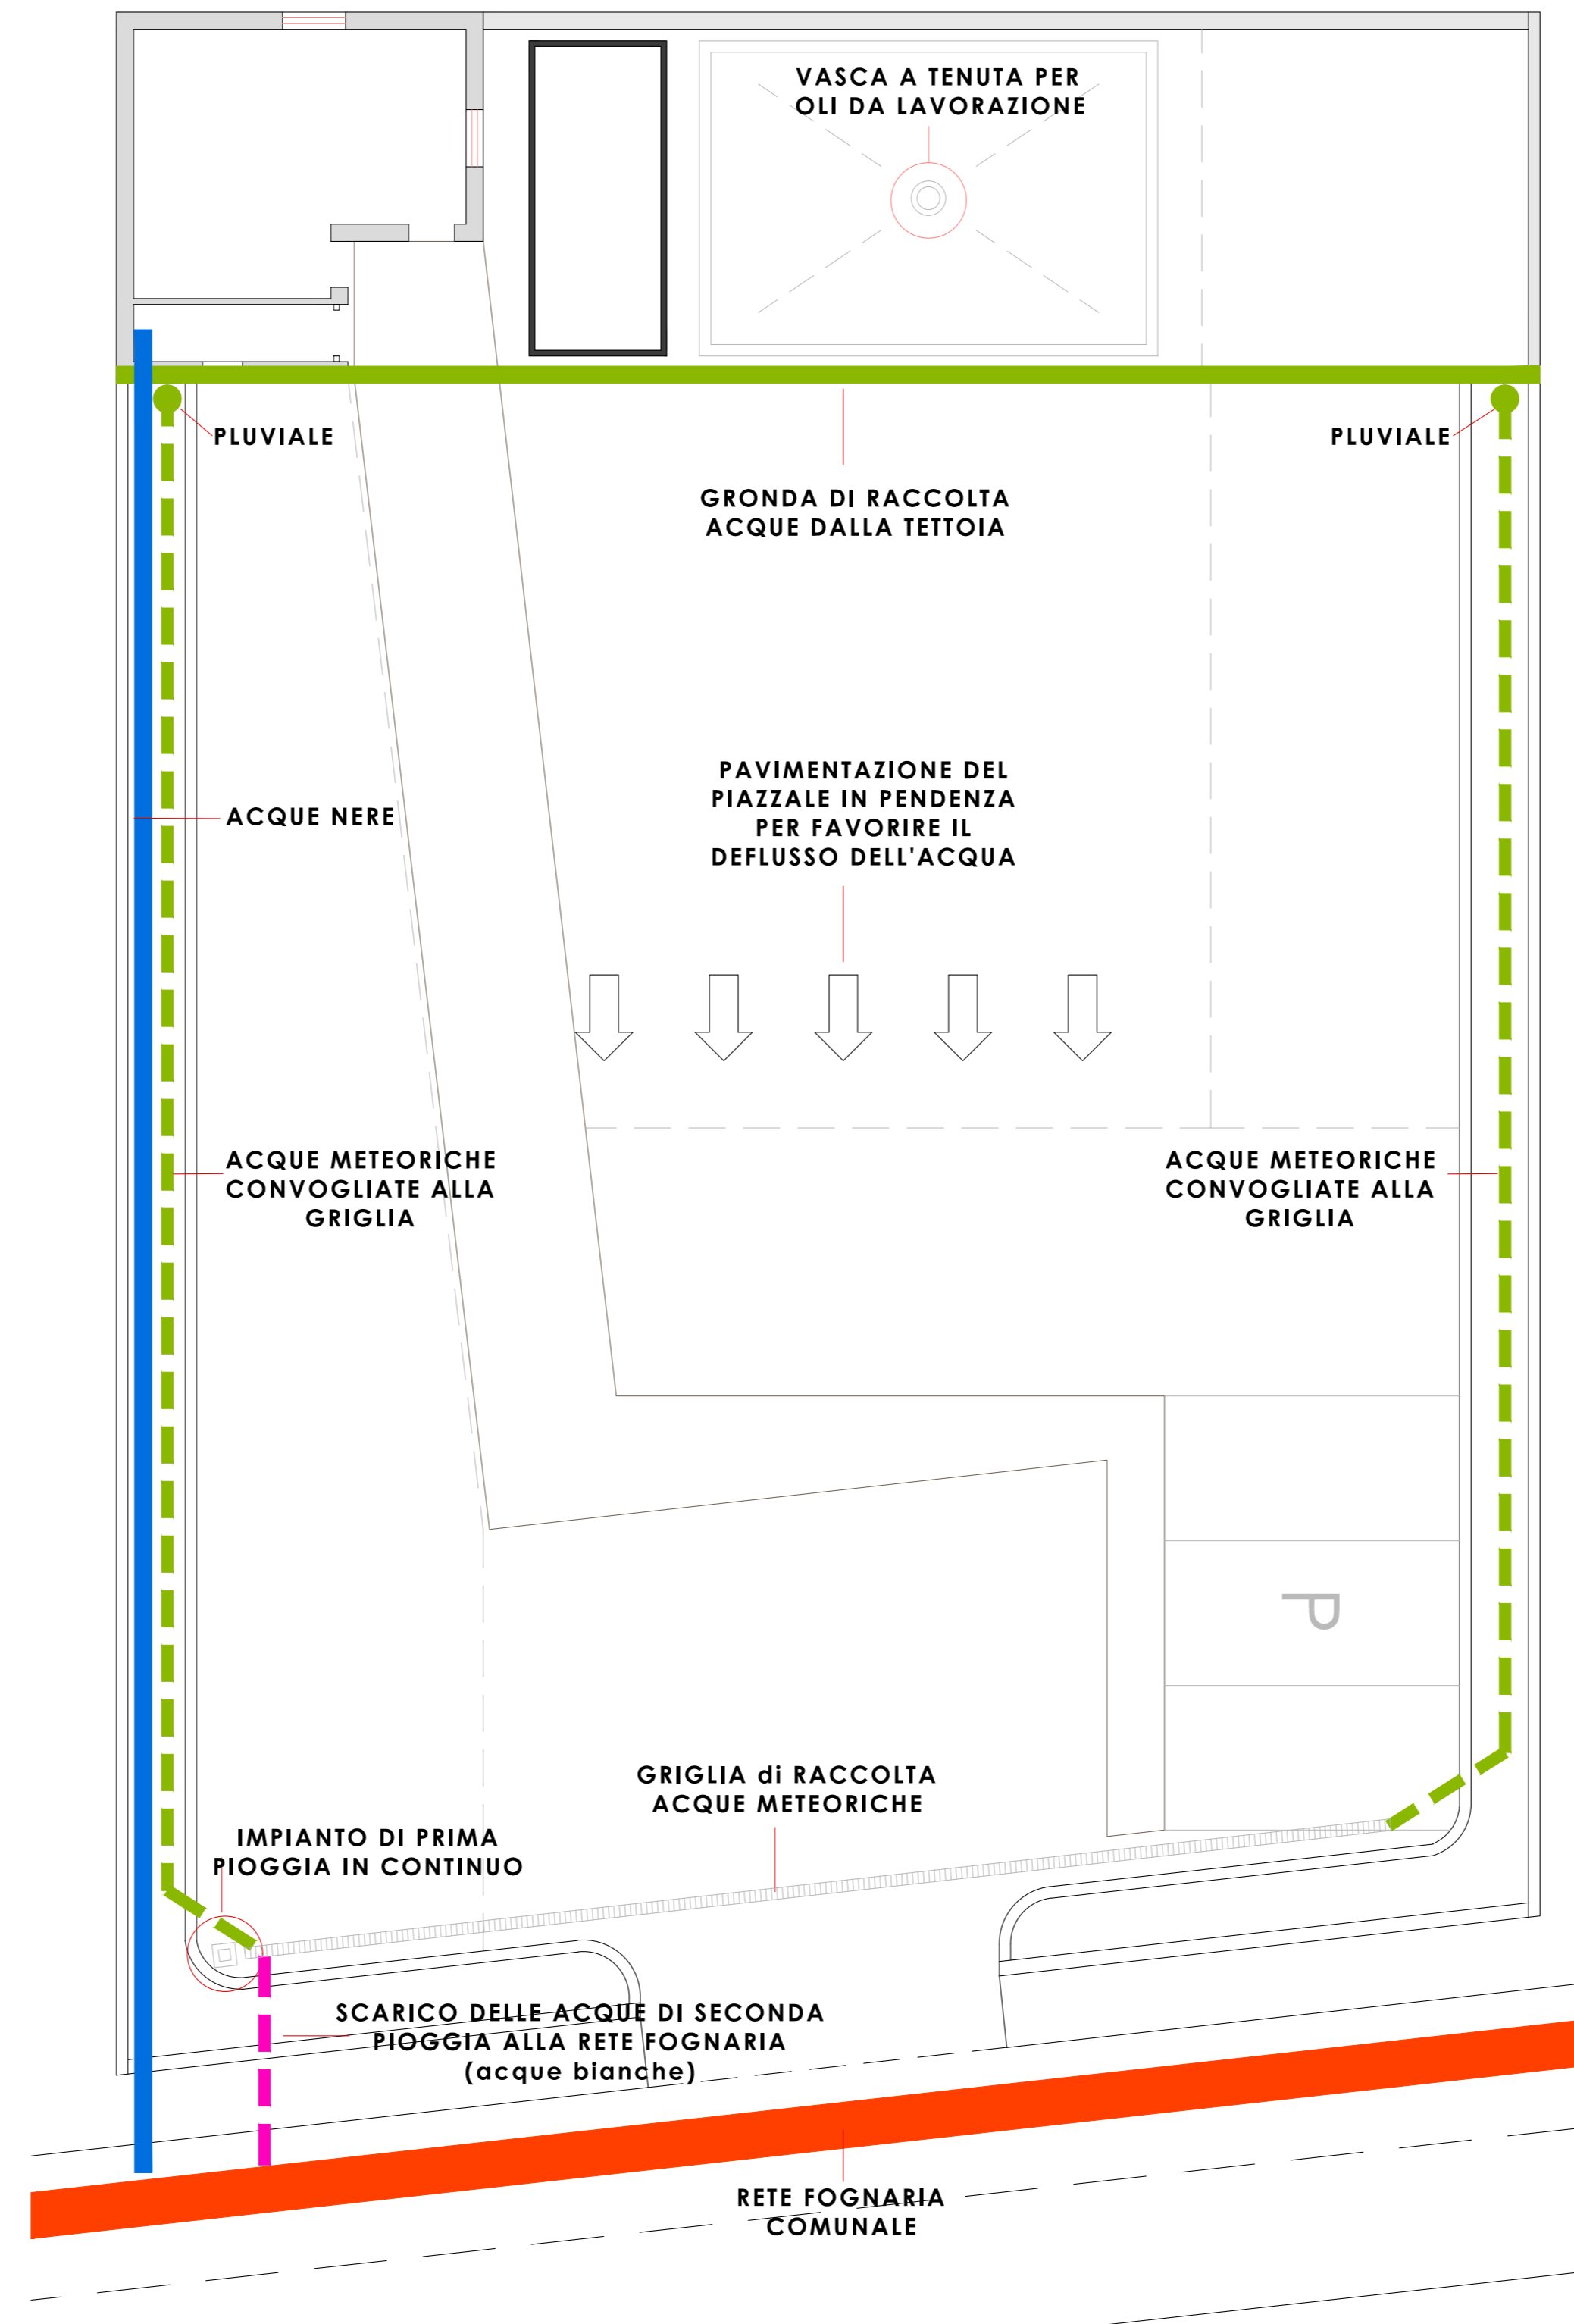 VASCA A TENUTA PER
OLI DA LAVORAZIONE
PLUVIALE
PLUVIALE
GRONDA DI RACCOLTA
ACQUE DALLA TETTOIA
PAVIMENTAZIONE DEL
PIAZZALE IN PENDENZA
PER FAVORIRE IL
DEFLUSSO DELL'ACQUA
ACQUE NERE
ACQUE METEORICHE
CONVOGLIATE ALLA
GRIGLIA
ACQUE METEORICHE
CONVOGLIATE ALLA
GRIGLIA
P
GRIGLIA di RACCOLTA
ACQUE METEORICHE
IMPIANTO DI PRIMA
PIOGGIA IN CONTINUO
SCARICO DELLE ACQUE DI SECONDA
PIOGGIA ALLA RETE FOGNARIA
(acque bianche)
RETE FOGNARIA
COMUNALE